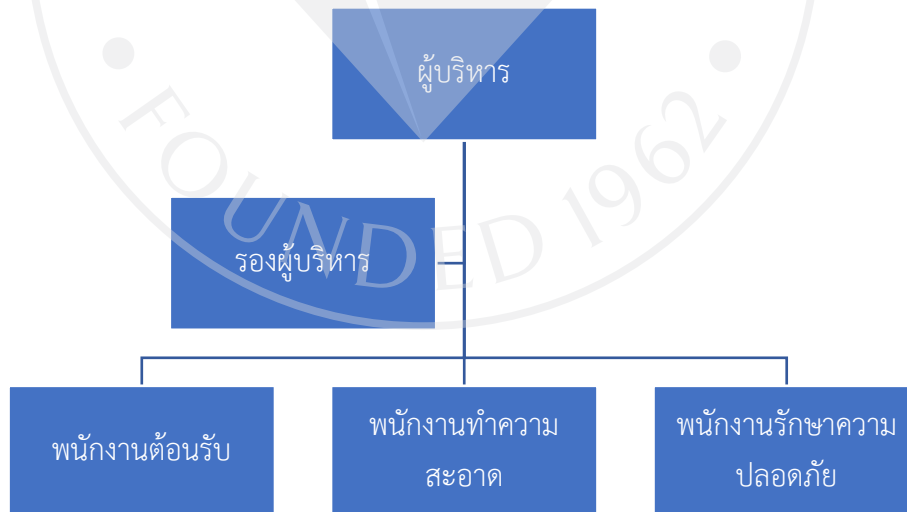 ผู้บริหาร
รองผู้บริหาร
พนักงานต้อนรับ
พนักงานทำความ
สะอาด
พนักงานรักษาความ
ปลอดภัย
FOUNDED 1962